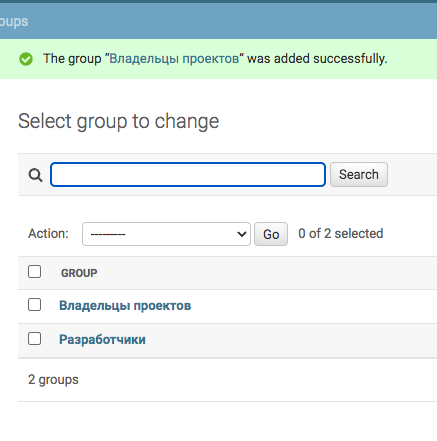 oups
The group “Владельцы проектов” was added successfully.
Select group to change
Search
Action: --------- Go 0 of 2 selected
GROUP
Владельцы проектов
Разработчики
2 groups